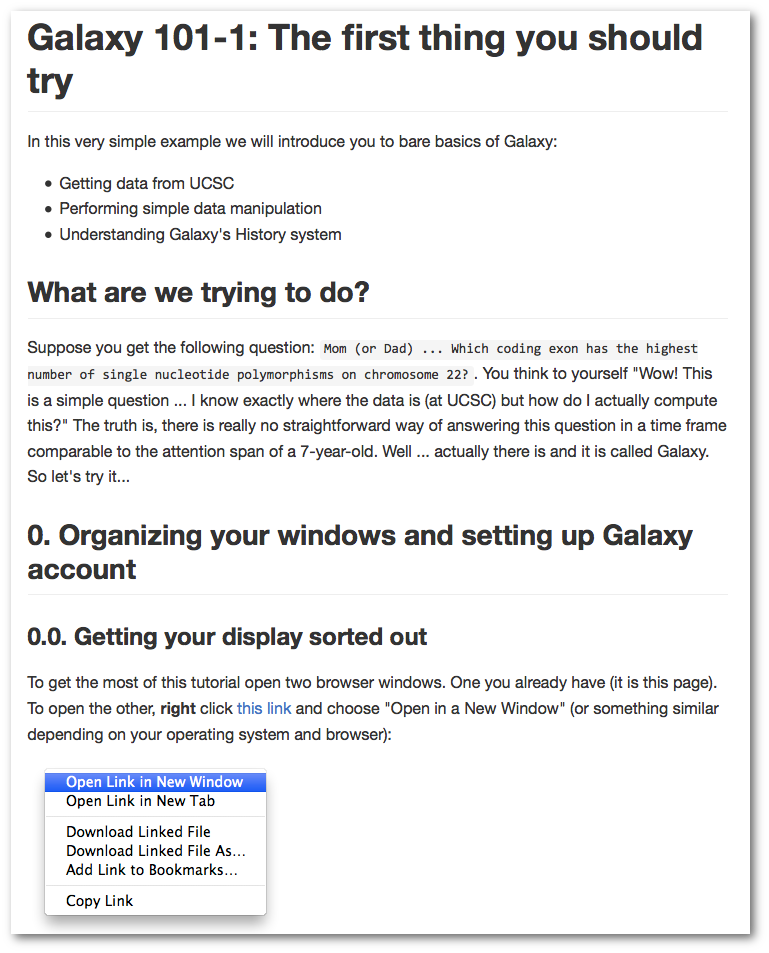 Galaxy 101-1: The first thing you should
try
In this very simple example we will introduce you to bare basics of Galaxy:
• Getting data from UCSC
• Performing simple data manipulation
• Understanding Galaxy's History system
What are we trying to do?
Suppose you get the following question: Mom (or Dad) ... Which coding exon has the highest
number of single nucleotide polymorphisms on chromosome 22? . You think to yourself "Wow! This
is a simple question ... I know exactly where the data is (at UCSC) but how do I actually compute
this?" The truth is, there is really no straightforward way of answering this question in a time frame
comparable to the attention span of a 7-year-old. Well ... actually there is and it is called Galaxy.
So let's try it...
0. Organizing your windows and setting up Galaxy
account
0.0. Getting your display sorted out
To get the most of this tutorial open two browser windows. One you already have (it is this page).
To open the other, right click this link and choose "Open in a New Window" (or something similar
depending on your operating system and browser):
Open Link in New Window
Open Link in New Tab
Download Linked File
Download Linked File As...
Add Link to Bookmarks...
Copy Link